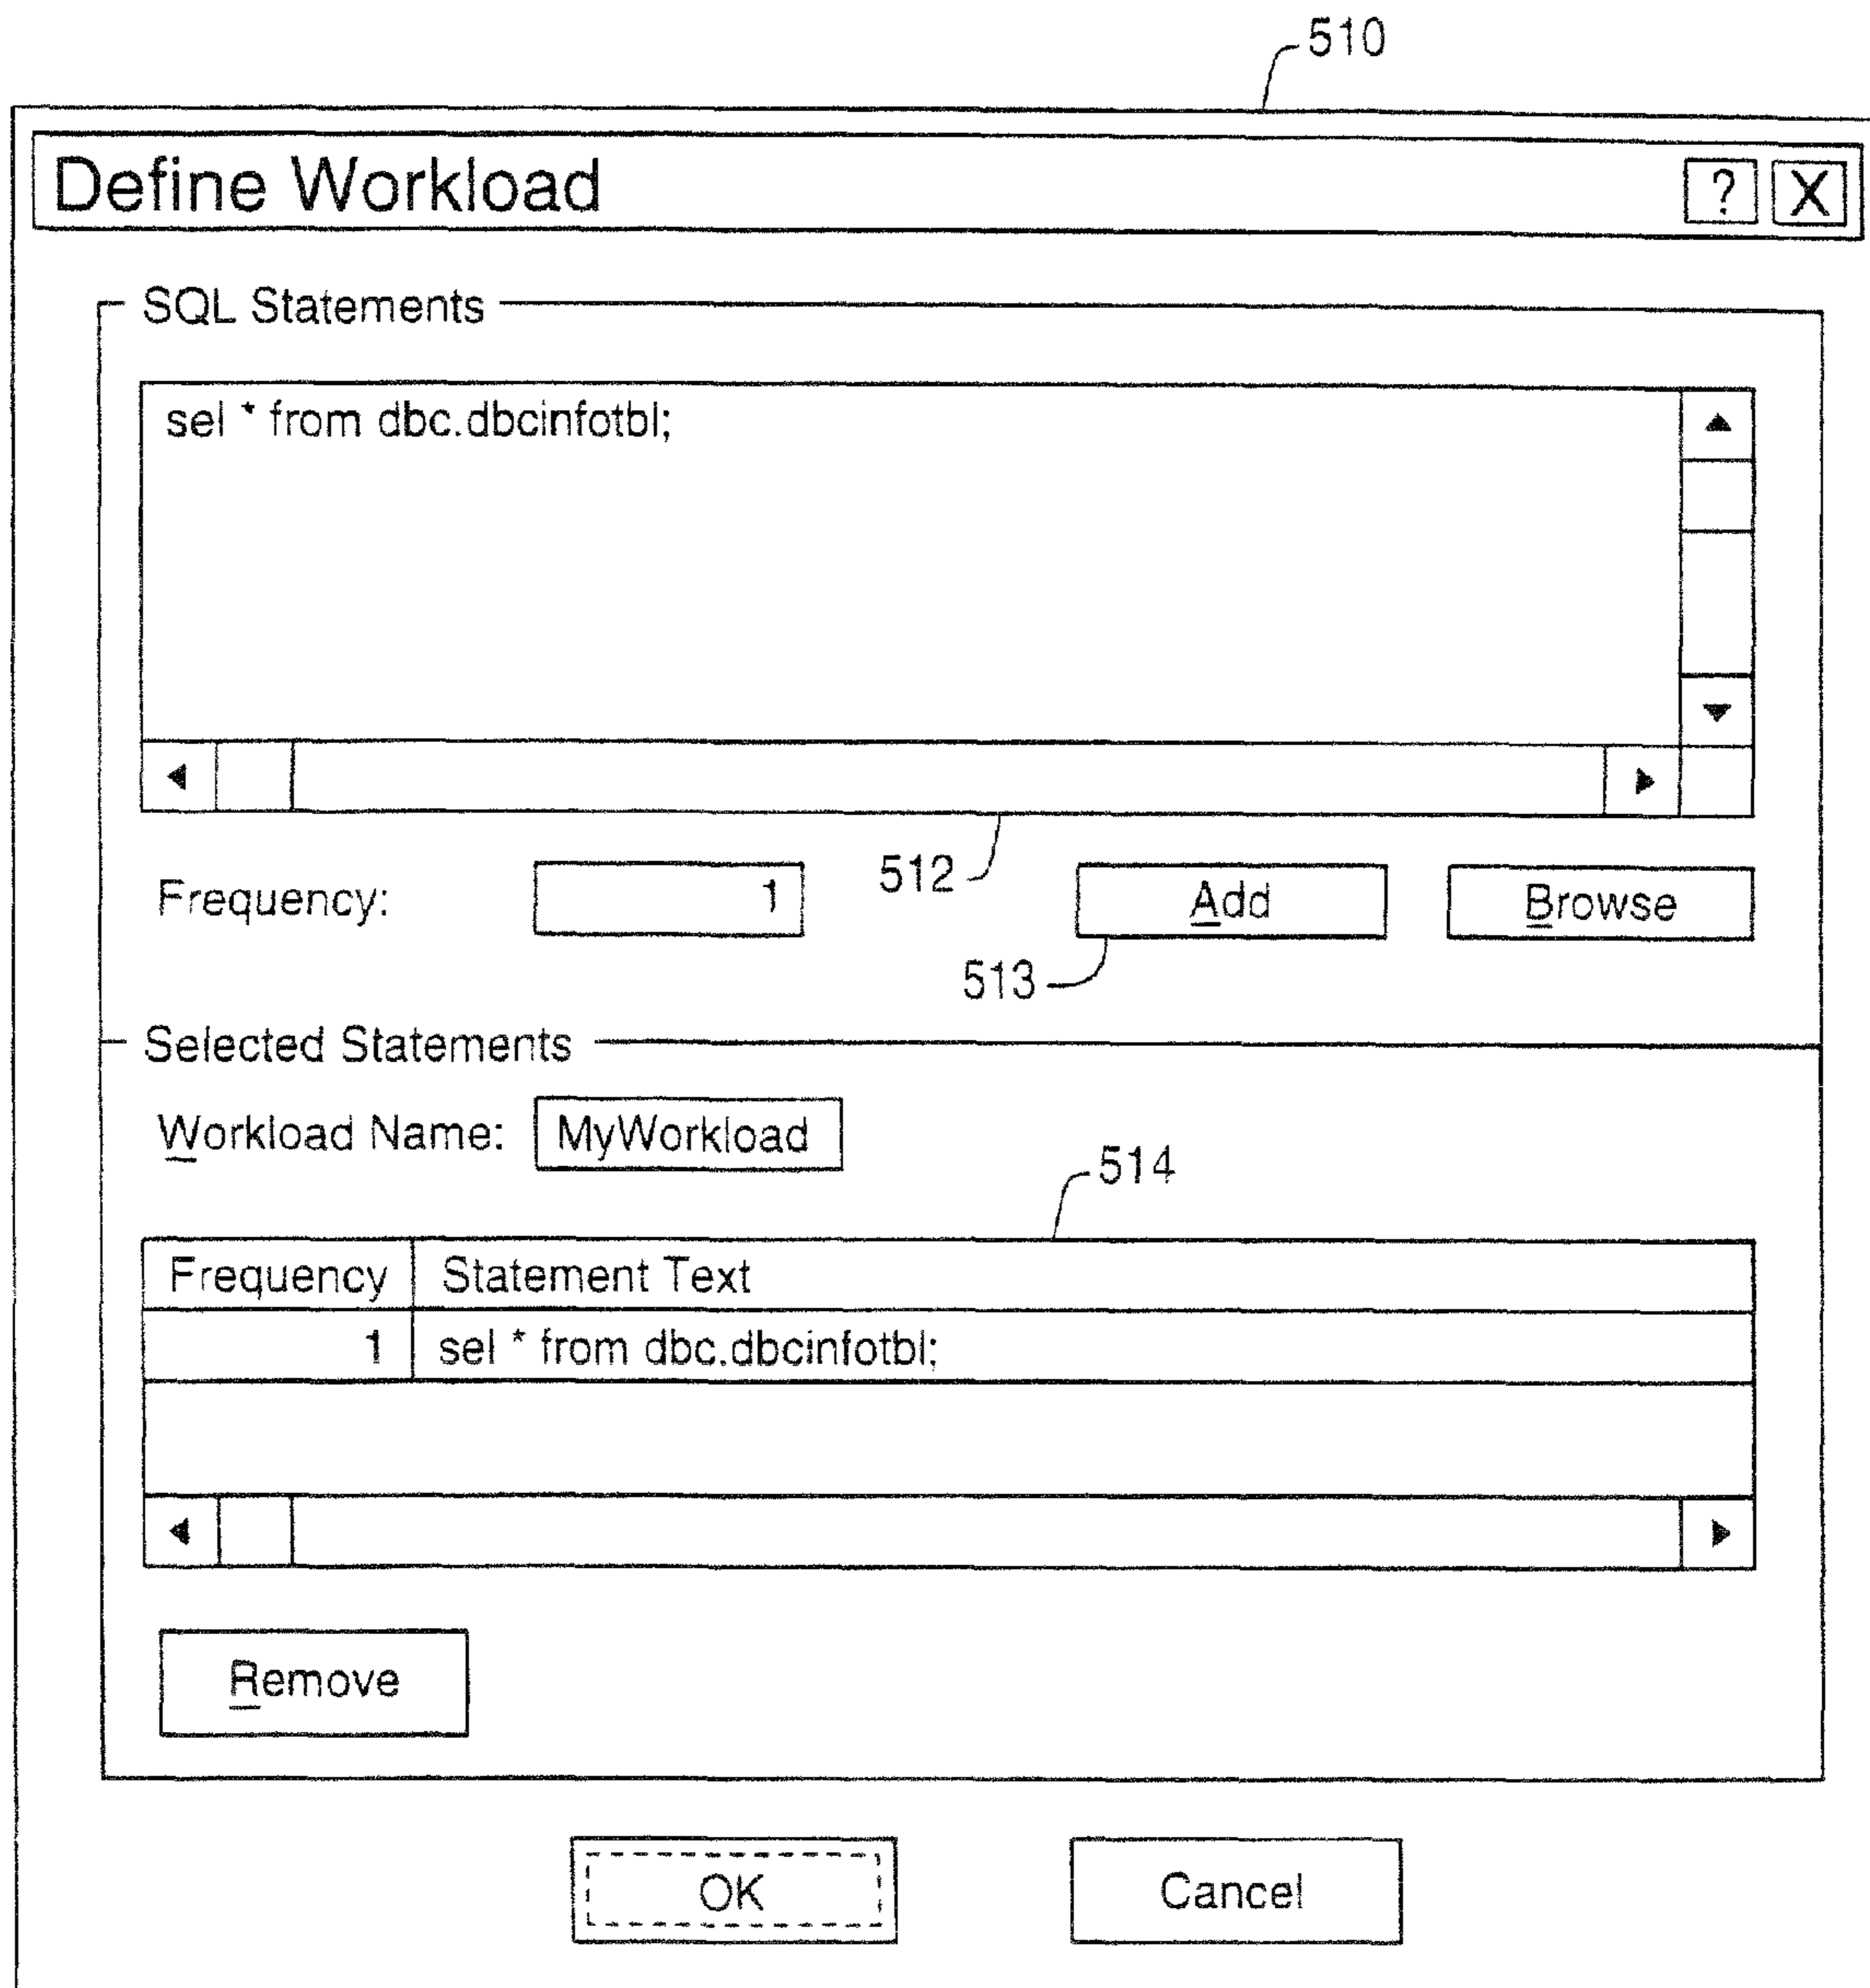 510
Define Workload ? X
SQL Statements
sel * from dbc.dbcinfotbl;
512
Frequency: 1 Add Browse
513
Selected Statements
Workload Name: MyWorkload
514
Frequency Statement Text
1 sel * from dbc.dbcinfotbl;
Remove
OK Cancel